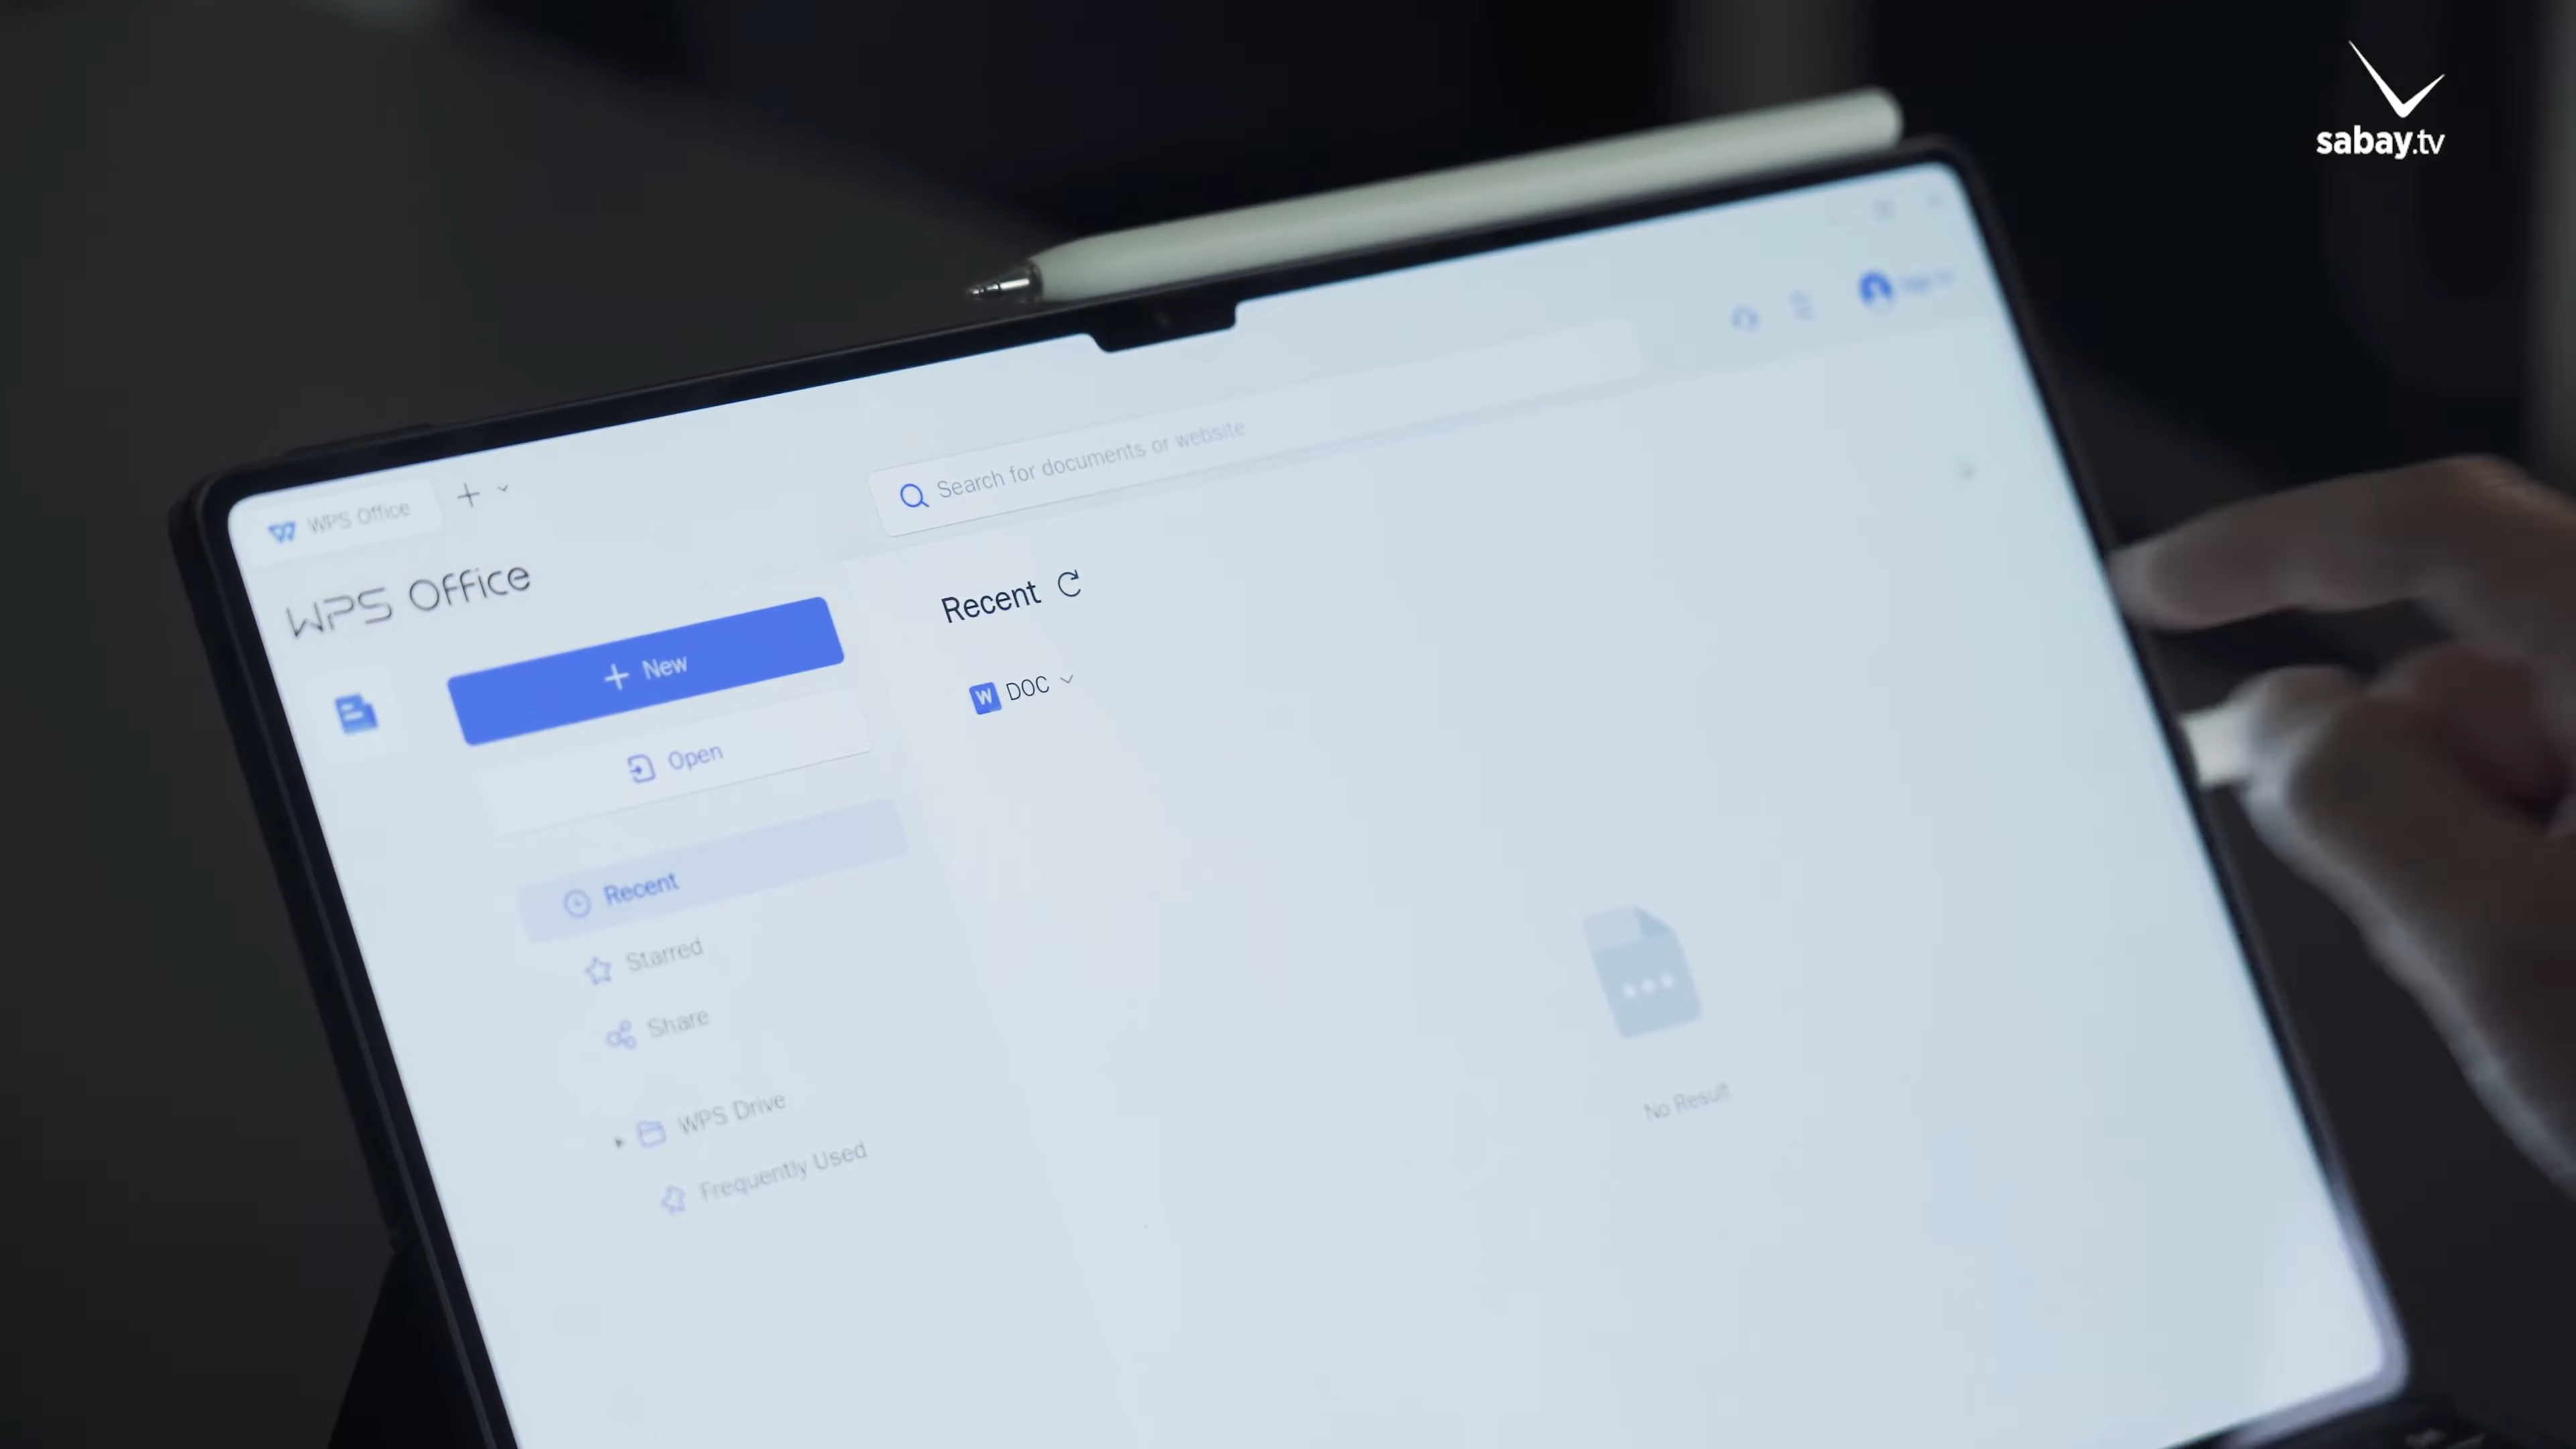 sabay.tv
WPS Office
WPS Office
Search for documents or website
Recent
New
DOC
Open
Recent
Starred
Share
WPS Drive
Frequently Used
No Result